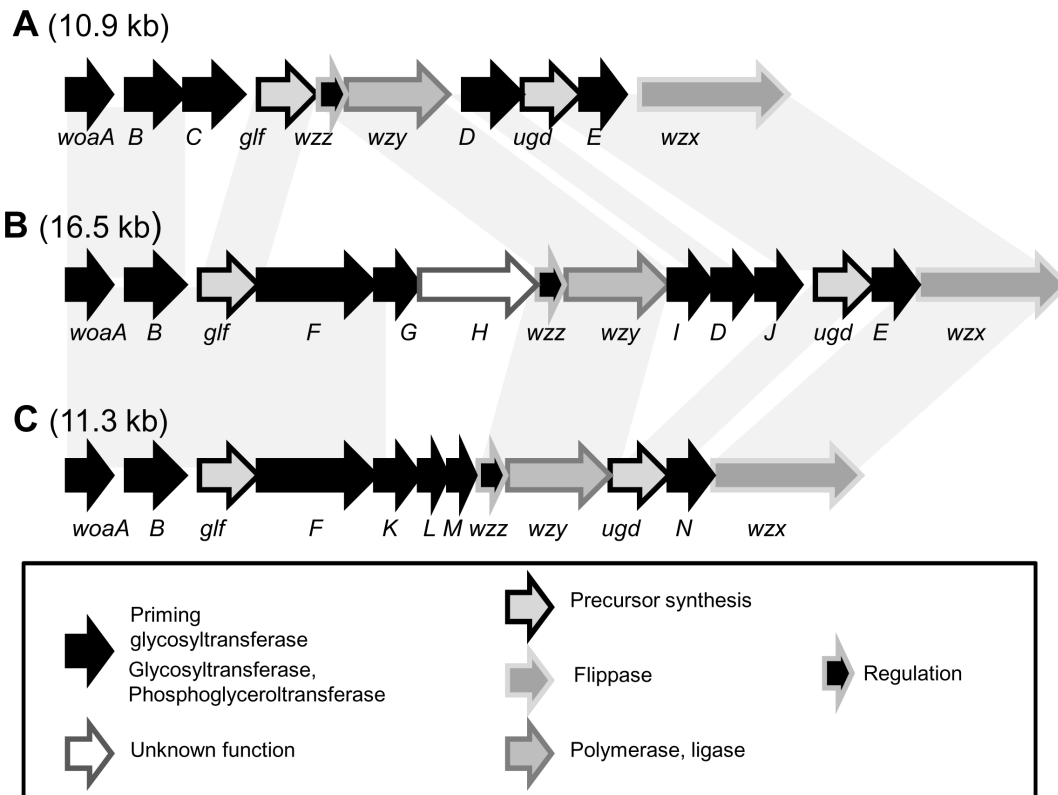 A (10.9 kb)
woaA B C glf wzz wzy D ugd E wzx
B (16.5 kb)
woaA B glf F G H wzz wzy I D J ugd E wzx
C (11.3 kb)
woaA B glf F K L M wzz wzy ugd N wzx
Priming
glycosyltransferase
Glycosyltransferase,
Phosphoglyceroltransferase
Unknown function
Precursor synthesis
Flippase
Polymerase, ligase
Regulation